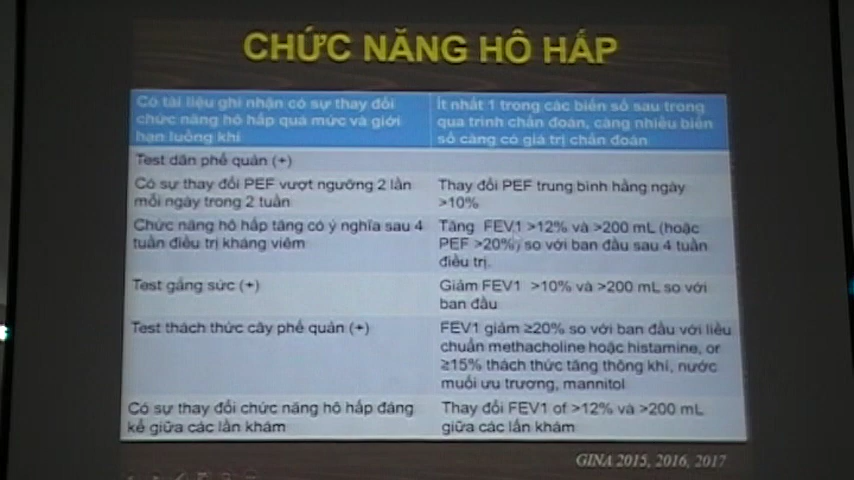 CHỨC NĂNG HÔ HẤP
Có tài liệu ghi nhận có sự thay đổi
chức năng hô hấp quá mức và giới
hạn luồng khí
Ít nhất 1 trong các biến số sau trong
quá trình chẩn đoán, càng nhiều biến
số càng có giá trị chẩn đoán
Test dãn phế quản (+)
Có sự thay đổi PEF vượt ngưỡng 2 lần
mỗi ngày trong 2 tuần
Thay đổi PEF trung bình hằng ngày
>10%
Chức năng hô hấp tăng có ý nghĩa sau 4
tuần điều trị kháng viêm
Tăng FEV1 >12% và >200 mL (hoặc
PEF >20%) so với ban đầu sau 4 tuần
điều trị.
Test gắng sức (+)
Giảm FEV1 >10% và >200 mL so với
ban đầu
Test thách thức cây phế quản (+)
FEV1 giảm ≥20% so với ban đầu với liều
chuẩn methacholine hoặc histamine, or
≥15% thách thức tăng thông khí, nước
muối ưu trương, mannitol
Có sự thay đổi chức năng hô hấp đáng
kể giữa các lần khám
Thay đổi FEV1 of >12% và >200 mL
giữa các lần khám
GINA 2015, 2016, 2017